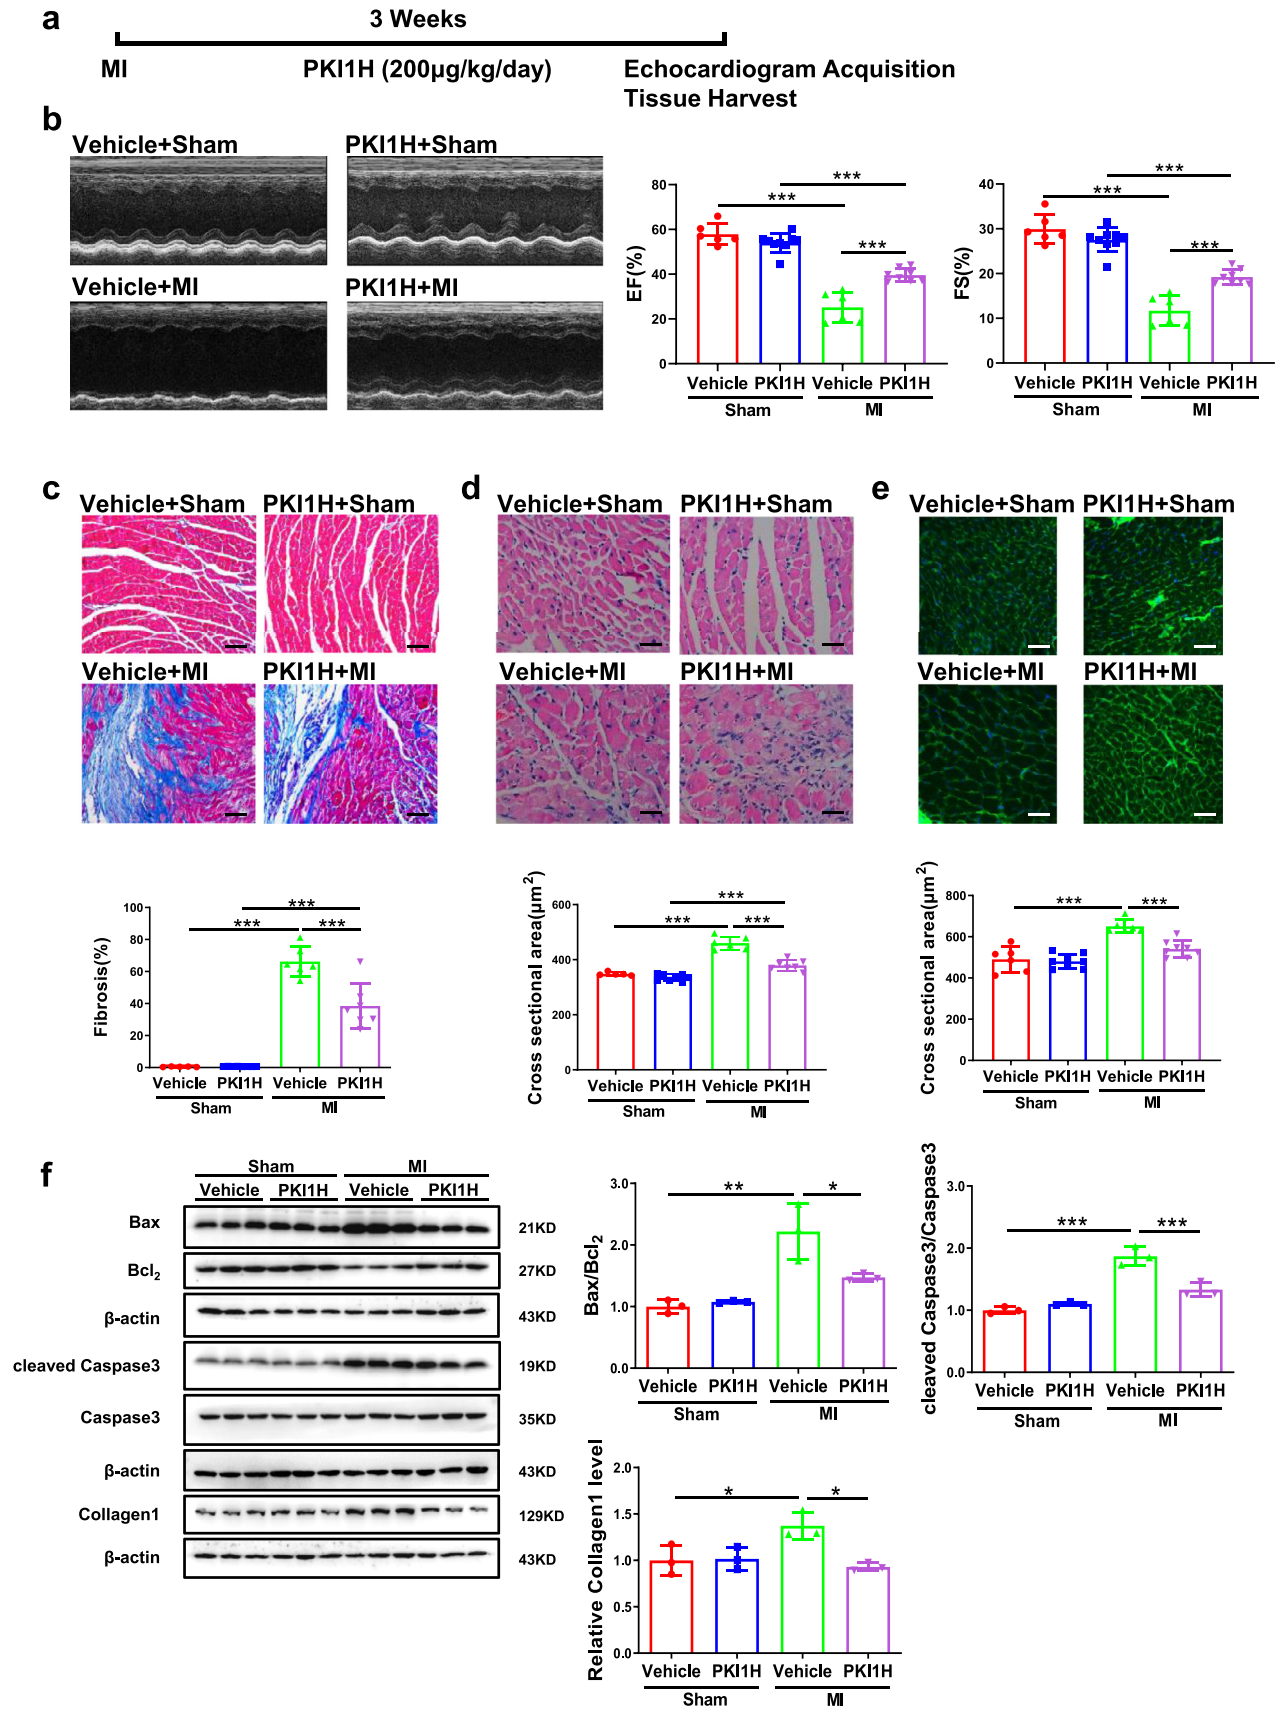 a
3 Weeks
MI PKI1H (200μg/kg/day) Echocardiogram Acquisition
Tissue Harvest
b
Vehicle+Sham PKI1H+Sham
Vehicle+MI PKI1H+MI
EF(%)
80
60
40
20
0
***
***
***
Vehicle PKI1H Vehicle PKI1H
Sham MI
FS(%)
40
30
20
10
0
***
***
***
Vehicle PKI1H Vehicle PKI1H
Sham MI
c
Vehicle+Sham PKI1H+Sham
Vehicle+MI PKI1H+MI
Fibrosis(%)
100
80
60
40
20
0
***
***
***
Vehicle PKI1H Vehicle PKI1H
Sham MI
d
Vehicle+Sham PKI1H+Sham
Vehicle+MI PKI1H+MI
Cross sectional area(μm²)
600
400
200
0
***
***
***
Vehicle PKI1H Vehicle PKI1H
Sham MI
e
Vehicle+Sham PKI1H+Sham
Vehicle+MI PKI1H+MI
Cross sectional area(μm²)
800
600
400
200
0
***
***
Vehicle PKI1H Vehicle PKI1H
Sham MI
f
Sham MI
Vehicle PKI1H Vehicle PKI1H
Bax 21KD
Bcl₂ 27KD
β-actin 43KD
cleaved Caspase3 19KD
Caspase3 35KD
β-actin 43KD
Collagen1 129KD
β-actin 43KD
Bax/Bcl₂
3.0
2.0
1.0
0.0
**
*
Vehicle PKI1H Vehicle PKI1H
Sham MI
cleaved Caspase3/Caspase3
3.0
2.0
1.0
0.0
***
***
Vehicle PKI1H Vehicle PKI1H
Sham MI
Relative Collagen1 level
2.0
1.5
1.0
0.5
0.0
*
*
Vehicle PKI1H Vehicle PKI1H
Sham MI